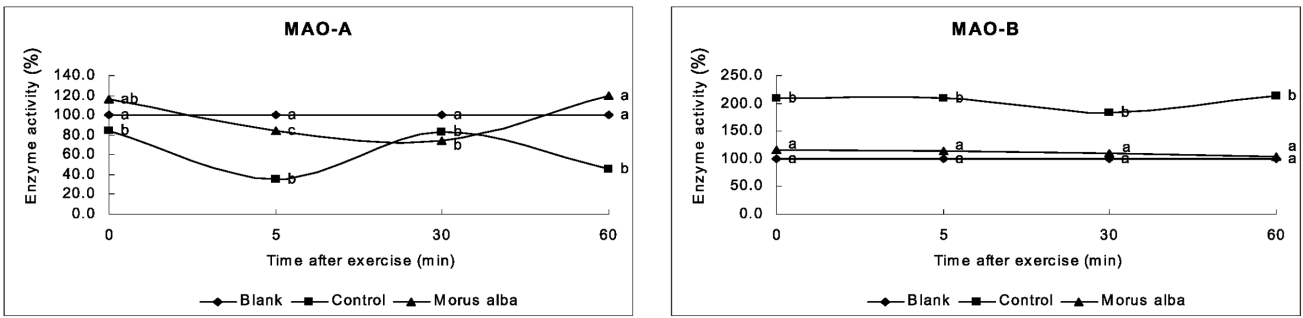 MAO-A
Enzyme activity (%)
140.0
120.0
100.0
80.0
60.0
40.0
20.0
0.0
ab
a
b
a
c
b
a
b
b
a
a
b
0
5
30
60
Time after exercise (min)
Blank Control Morus alba
MAO-B
Enzyme activity (%)
250.0
200.0
150.0
100.0
50.0
0.0
b
a
a
b
a
a
b
a
a
b
a
a
0
5
30
60
Time after exercise (min)
Blank Control Morus alba